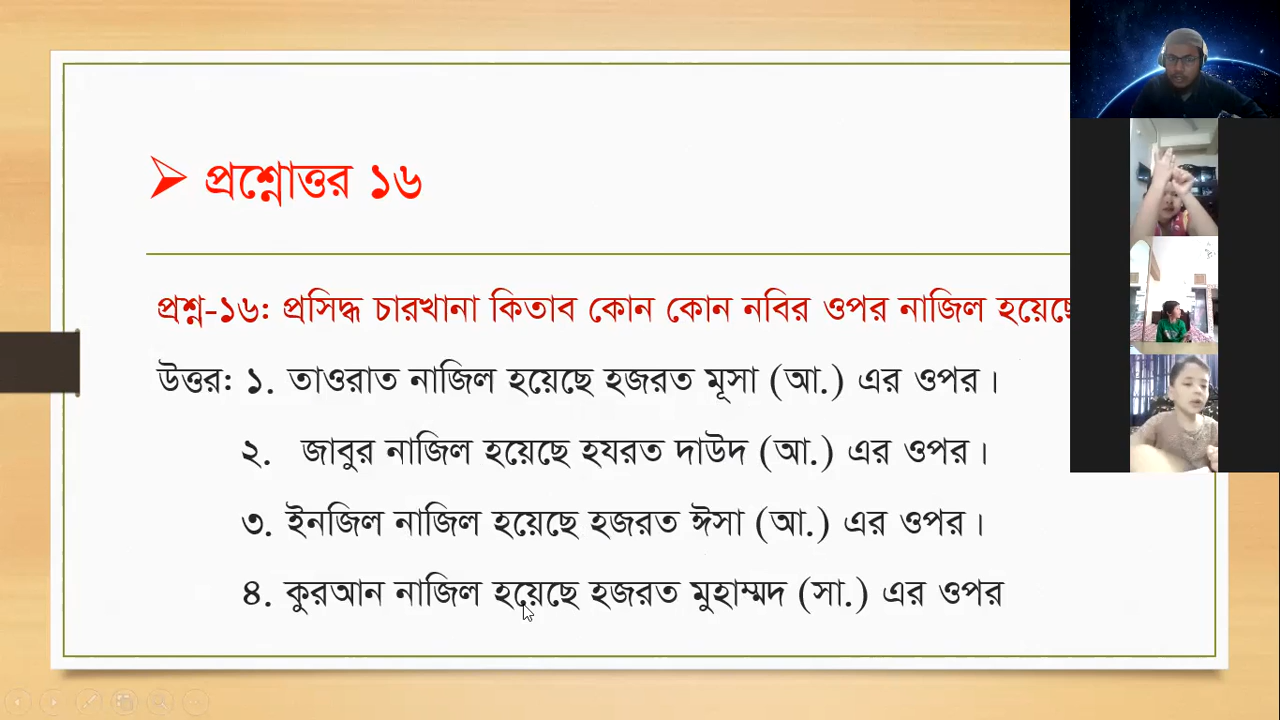 প্রশ্নোত্তর ১৬
প্রশ্ন-১৬: প্রসিদ্ধ চারখানা কিতাব কোন কোন নবির ওপর নাজিল হয়েছে
উত্তর: ১. তাওরাত নাজিল হয়েছে হজরত মূসা (আ.) এর ওপর।
২. জাবুর নাজিল হয়েছে হযরত দাউদ (আ.) এর ওপর।
৩. ইনজিল নাজিল হয়েছে হজরত ঈসা (আ.) এর ওপর।
৪. কুরআন নাজিল হয়েছে হজরত মুহাম্মদ (সা.) এর ওপর